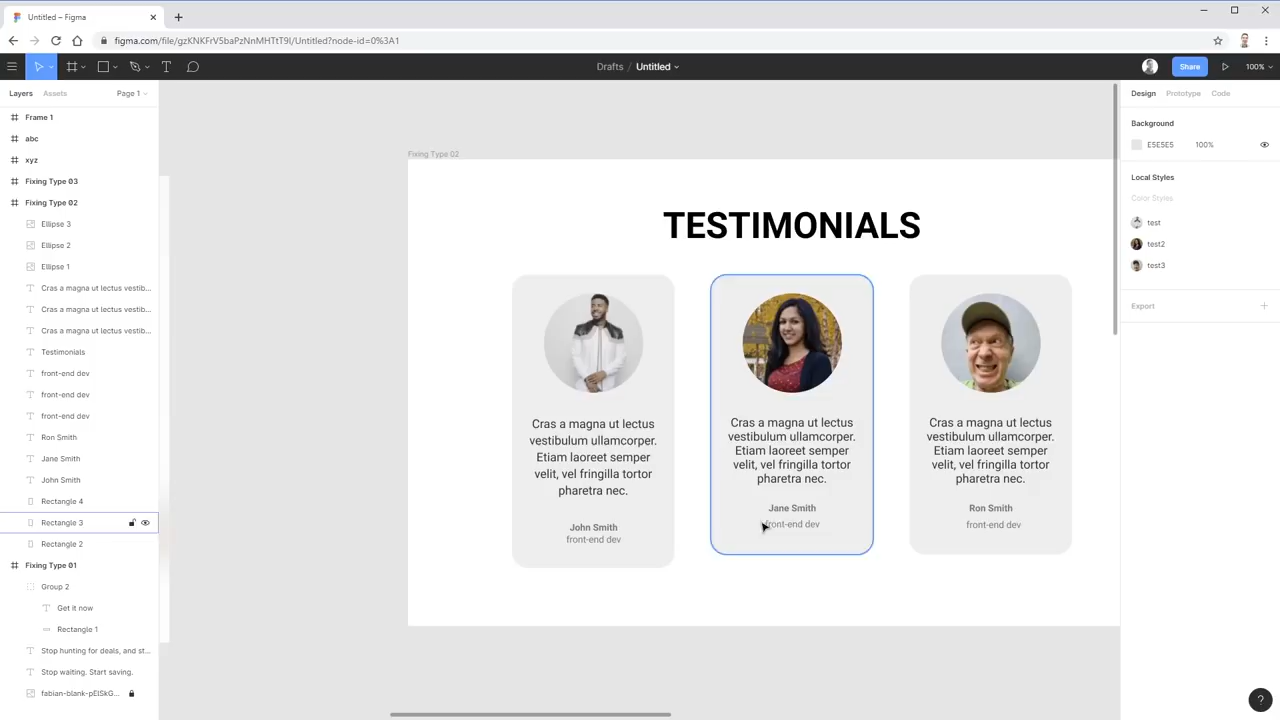 Untitled – Figma
figma.com/file/gzKNKFrV5baPzNnMHTtT9l/Untitled?node-id=0%3A1
Drafts / Untitled
Share
100%
Layers
Assets
Page 1
Frame 1
abc
xyz
Fixing Type 03
Fixing Type 02
Ellipse 3
Ellipse 2
Ellipse 1
Cras a magna ut lectus vestib...
Cras a magna ut lectus vestib...
Cras a magna ut lectus vestib...
Testimonials
front-end dev
front-end dev
front-end dev
Ron Smith
Jane Smith
John Smith
Rectangle 4
Rectangle 3
Rectangle 2
Fixing Type 01
Group 2
Get it now
Rectangle 1
Stop hunting for deals, and st...
Stop waiting. Start saving.
fabian-blank-pElSkG...
Fixing Type 02
TESTIMONIALS
Cras a magna ut lectus
vestibulum ullamcorper.
Etiam laoreet semper
velit, vel fringilla tortor
pharetra nec.
John Smith
front-end dev
Cras a magna ut lectus
vestibulum ullamcorper.
Etiam laoreet semper
velit, vel fringilla tortor
pharetra nec.
Jane Smith
front-end dev
Cras a magna ut lectus
vestibulum ullamcorper.
Etiam laoreet semper
velit, vel fringilla tortor
pharetra nec.
Ron Smith
front-end dev
Design
Prototype
Code
Background
E5E5E5
100%
Local Styles
Color Styles
test
test2
test3
Export
?